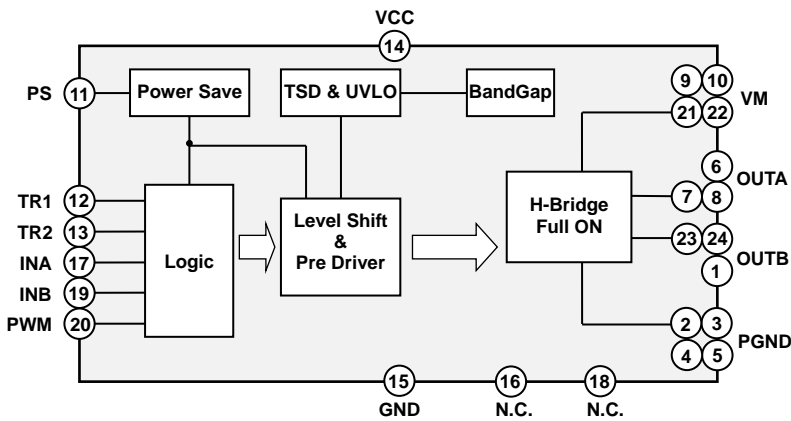 VCC
14
PS 11
Power Save
TSD & UVLO
BandGap
9 10
VM
21 22
6
OUTA
7 8
TR1 12
TR2 13
INA 17
INB 19
PWM 20
Logic
Level Shift
&
Pre Driver
H-Bridge
Full ON
23 24
OUTB
1
2 3
PGND
4 5
15 16 18
GND N.C. N.C.